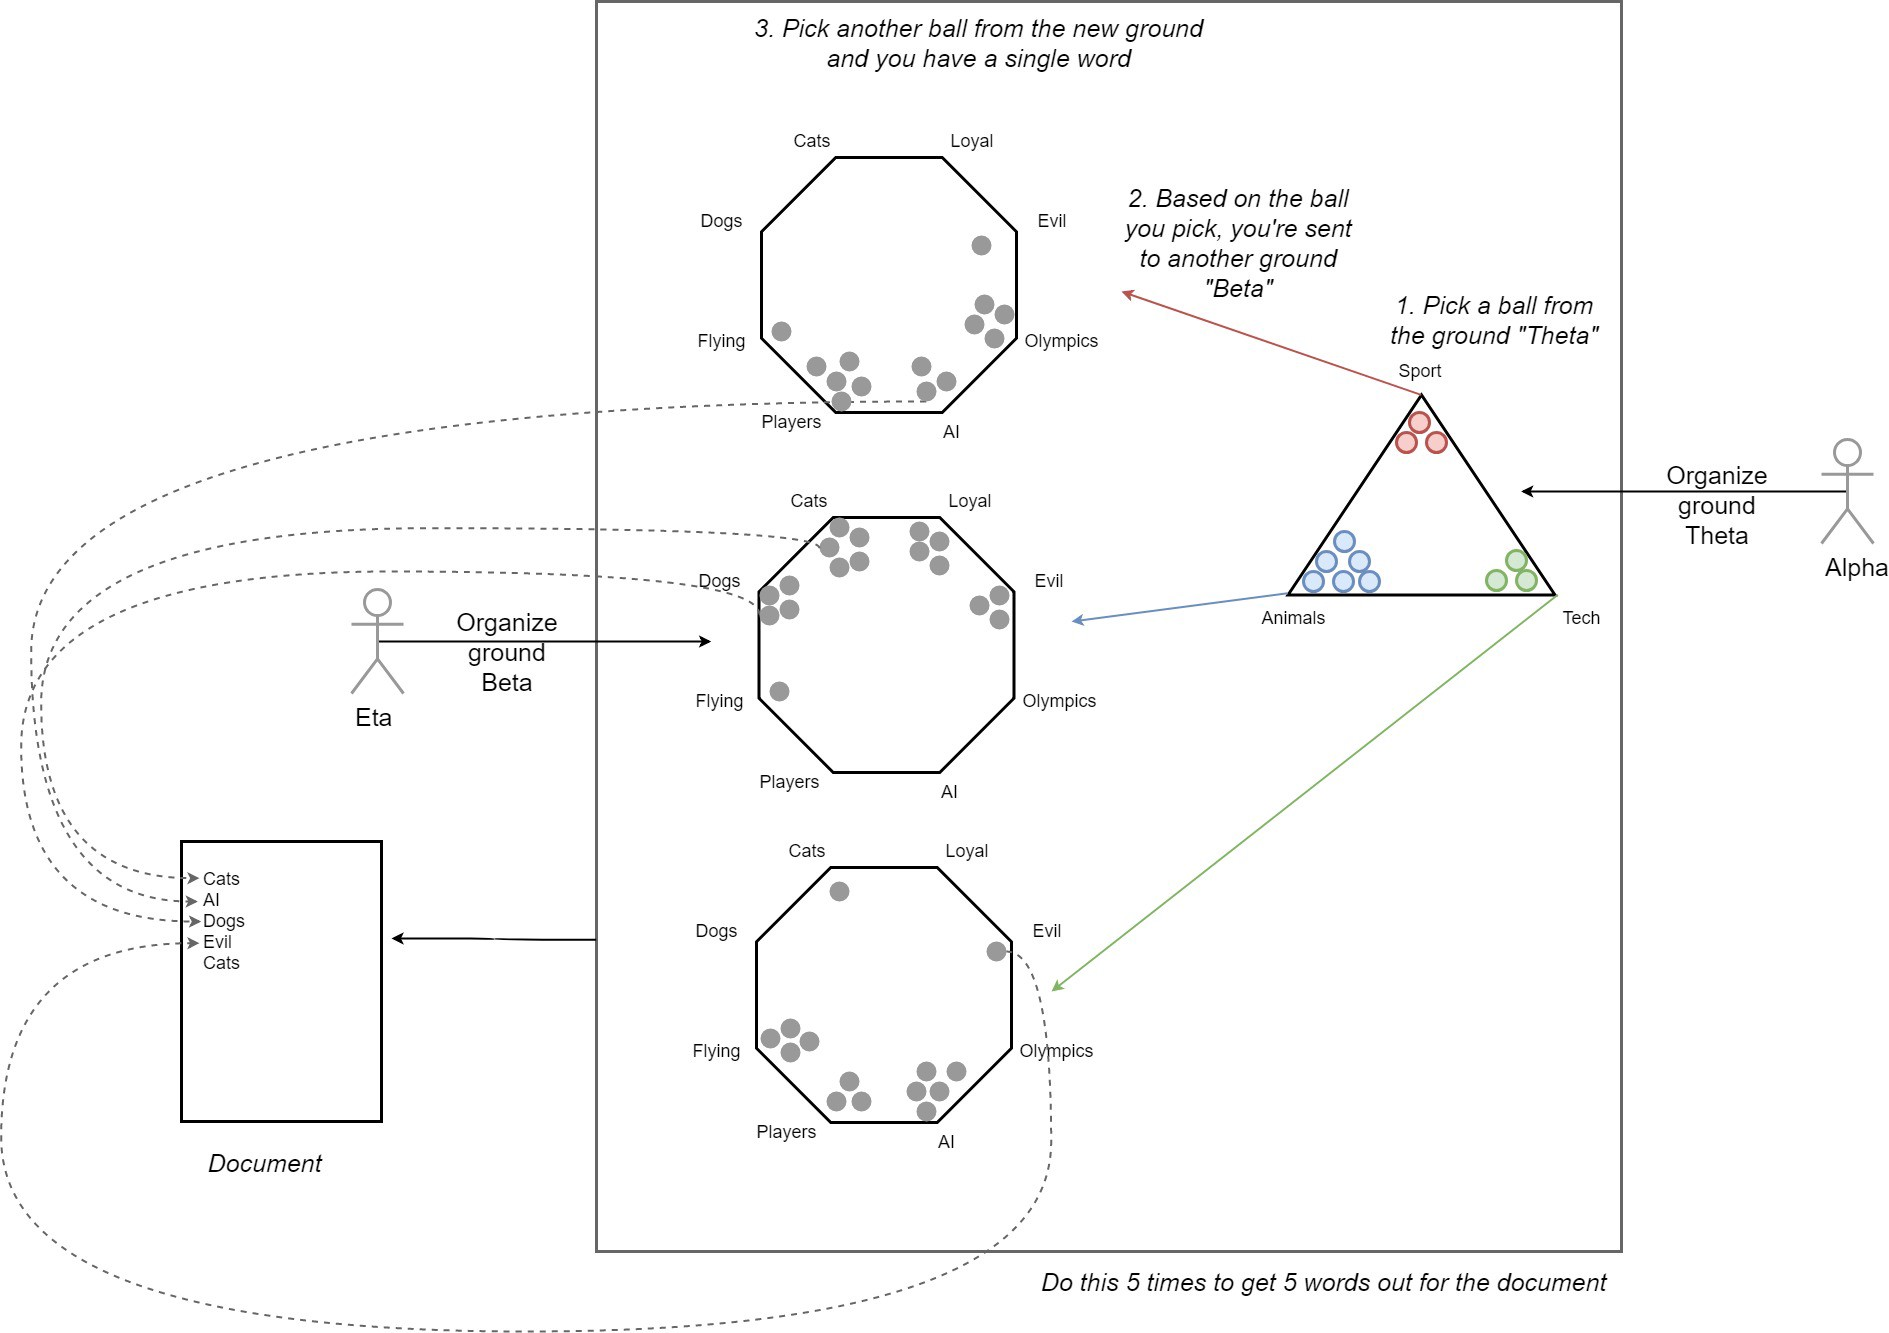 3. Pick another ball from the new ground
and you have a single word
Cats
Loyal
Dogs
Evil
Flying
Olympics
Players
AI
2. Based on the ball
you pick, you're sent
to another ground
"Beta"
1. Pick a ball from
the ground "Theta"
Sport
Animals
Tech
Organize
ground
Theta
Alpha
Cats
Loyal
Dogs
Evil
Flying
Olympics
Players
AI
Organize
ground
Beta
Eta
Cats
Loyal
Dogs
Evil
Flying
Olympics
Players
AI
Cats
AI
Dogs
Evil
Cats
Document
Do this 5 times to get 5 words out for the document